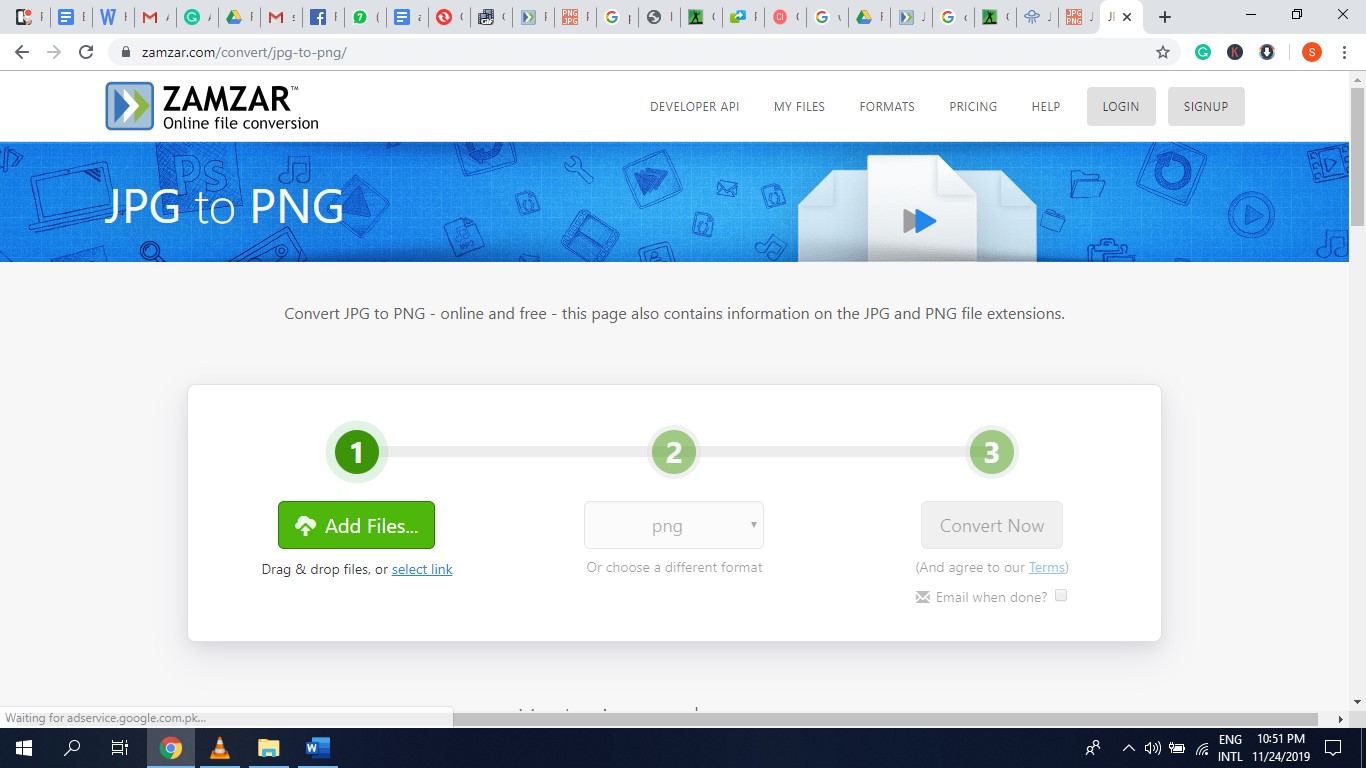 zamzar.com/convert/jpg-to-png/
ZAMZAR™
Online file conversion
DEVELOPER API
MY FILES
FORMATS
PRICING
HELP
LOGIN
SIGNUP
JPG to PNG
Convert JPG to PNG - online and free - this page also contains information on the JPG and PNG file extensions.
1
2
3
Add Files...
png
Convert Now
Drag & drop files, or select link
Or choose a different format
(And agree to our Terms)
Email when done?
Waiting for adservice.google.com.pk...
ENG
INTL
10:51 PM
11/24/2019